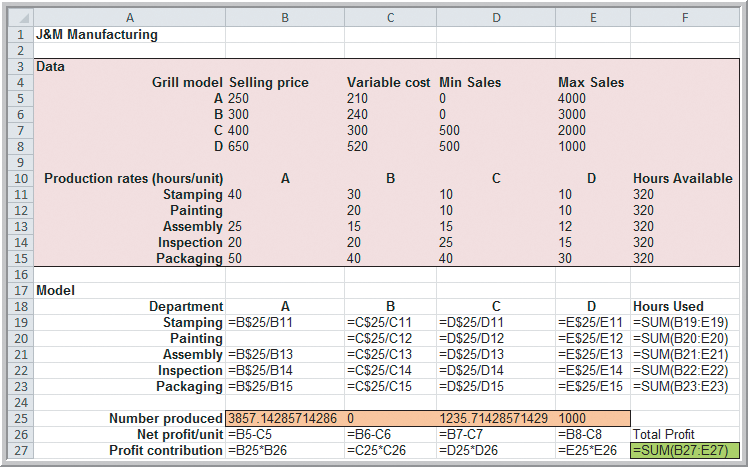 A B C D E F
1 J&M Manufacturing
2
3 Data
4 Grill model Selling price Variable cost Min Sales Max Sales
5 A 250 210 0 4000
6 B 300 240 0 3000
7 C 400 300 500 2000
8 D 650 520 500 1000
9
10 Production rates (hours/unit) A B C D Hours Available
11 Stamping 40 30 10 10 320
12 Painting 20 10 10 320
13 Assembly 25 15 15 12 320
14 Inspection 20 20 25 15 320
15 Packaging 50 40 40 30 320
16
17 Model
18 Department A B C D Hours Used
19 Stamping =B$25/B11 =C$25/C11 =D$25/D11 =E$25/E11 =SUM(B19:E19)
20 Painting =C$25/C12 =D$25/D12 =E$25/E12 =SUM(B20:E20)
21 Assembly =B$25/B13 =C$25/C13 =D$25/D13 =E$25/E13 =SUM(B21:E21)
22 Inspection =B$25/B14 =C$25/C14 =D$25/D14 =E$25/E14 =SUM(B22:E22)
23 Packaging =B$25/B15 =C$25/C15 =D$25/D15 =E$25/E15 =SUM(B23:E23)
24
25 Number produced 3857.14285714286 0 1235.71428571429 1000
26 Net profit/unit =B5-C5 =B6-C6 =B7-C7 =B8-C8 Total Profit
27 Profit contribution =B25*B26 =C25*C26 =D25*D26 =E25*E26 =SUM(B27:E27)